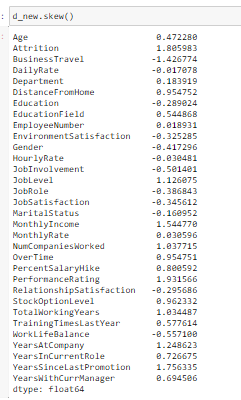 : d_new.skew()
: Age 0.472280
Attrition 1.805983
BusinessTravel -1.426774
DailyRate -0.017078
Department 0.183919
DistanceFromHome 0.954752
Education -0.289024
EducationField 0.544868
EmployeeNumber 0.018931
EnvironmentSatisfaction -0.325285
Gender -0.417296
HourlyRate -0.030481
JobInvolvement -0.501401
JobLevel 1.126075
JobRole -0.386843
JobSatisfaction -0.345612
MaritalStatus -0.160952
MonthlyIncome 1.544770
MonthlyRate 0.030596
NumCompaniesWorked 1.037715
OverTime 0.954751
PercentSalaryHike 0.800592
PerformanceRating 1.931566
RelationshipSatisfaction -0.295686
StockOptionLevel 0.962332
TotalWorkingYears 1.034487
TrainingTimesLastYear 0.577614
WorkLifeBalance -0.557100
YearsAtCompany 1.248623
YearsInCurrentRole 0.726675
YearsSinceLastPromotion 1.756335
YearsWithCurrManager 0.694506
dtype: float64